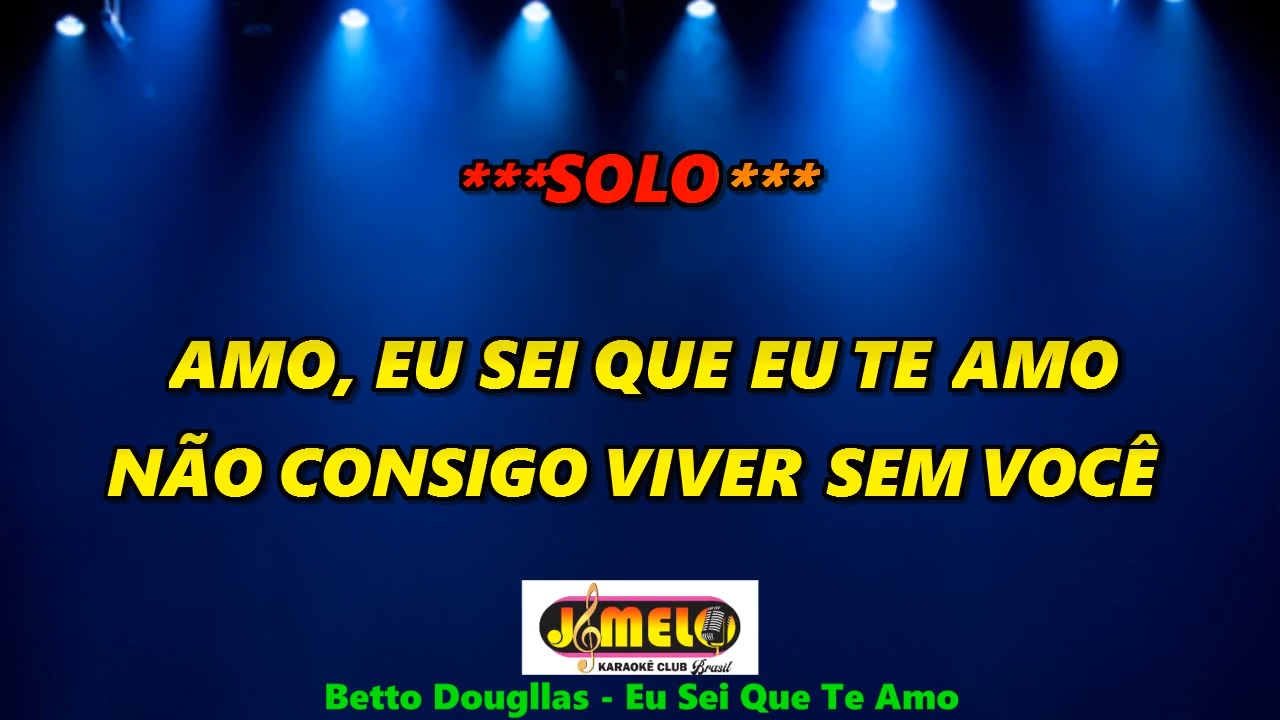 ***SOLO***
AMO, EU SEI QUE EU TE AMO
NÃO CONSIGO VIVER SEM VOCÊ
J MELO
KARAOKÊ CLUB Brasil
Betto Dougllas - Eu Sei Que Te Amo